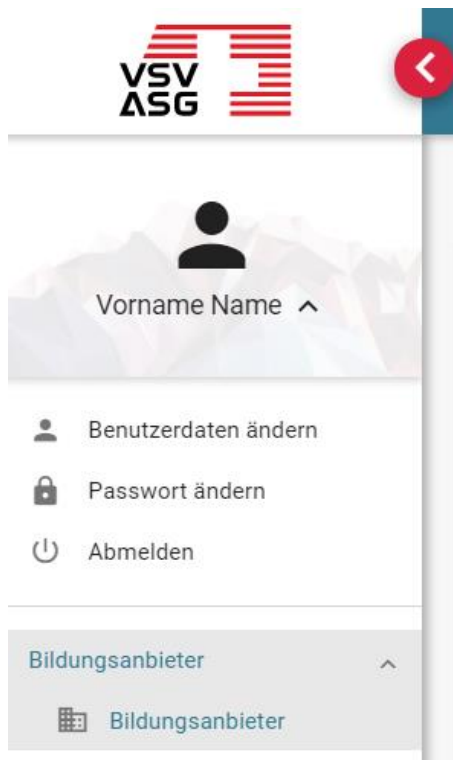 VSV
ASG
Vorname Name
Benutzerdaten ändern
Passwort ändern
Abmelden
Bildungsanbieter
Bildungsanbieter